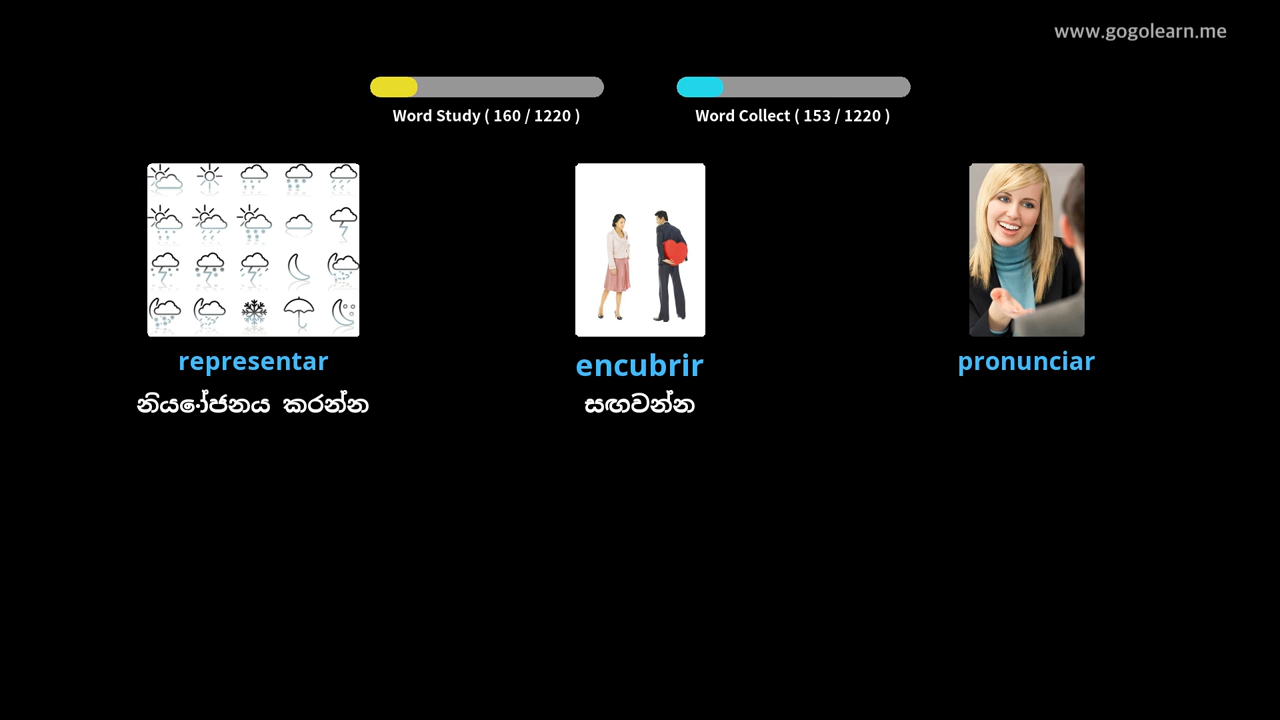 www.gogolearn.me
Word Study ( 160 / 1220 )
Word Collect ( 153 / 1220 )
representar
encubrir
pronunciar
නියෝජනය කරන්න
සඟවන්න